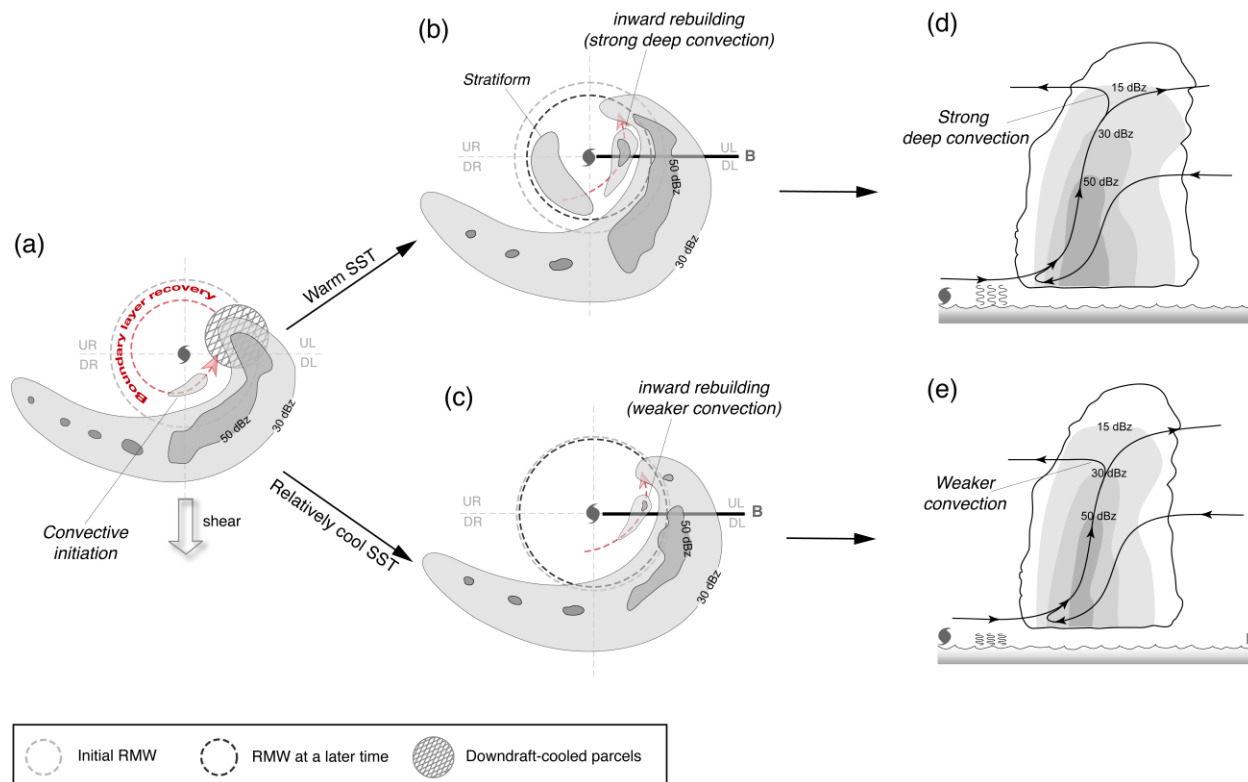 (a)
UR
UL
DR
DL
Boundary layer recovery
50 dBz
30 dBz
Convective
initiation
shear
Warm SST
Relatively cool SST
(b)
inward rebuilding
(strong deep convection)
Stratiform
UR
UL
DR
DL
B
50 dBz
30 dBz
(c)
inward rebuilding
(weaker convection)
UR
UL
DR
DL
B
50 dBz
30 dBz
(d)
15 dBz
Strong
deep convection
30 dBz
50 dBz
(e)
15 dBz
30 dBz
Weaker
convection
50 dBz
Initial RMW
RMW at a later time
Downdraft-cooled parcels